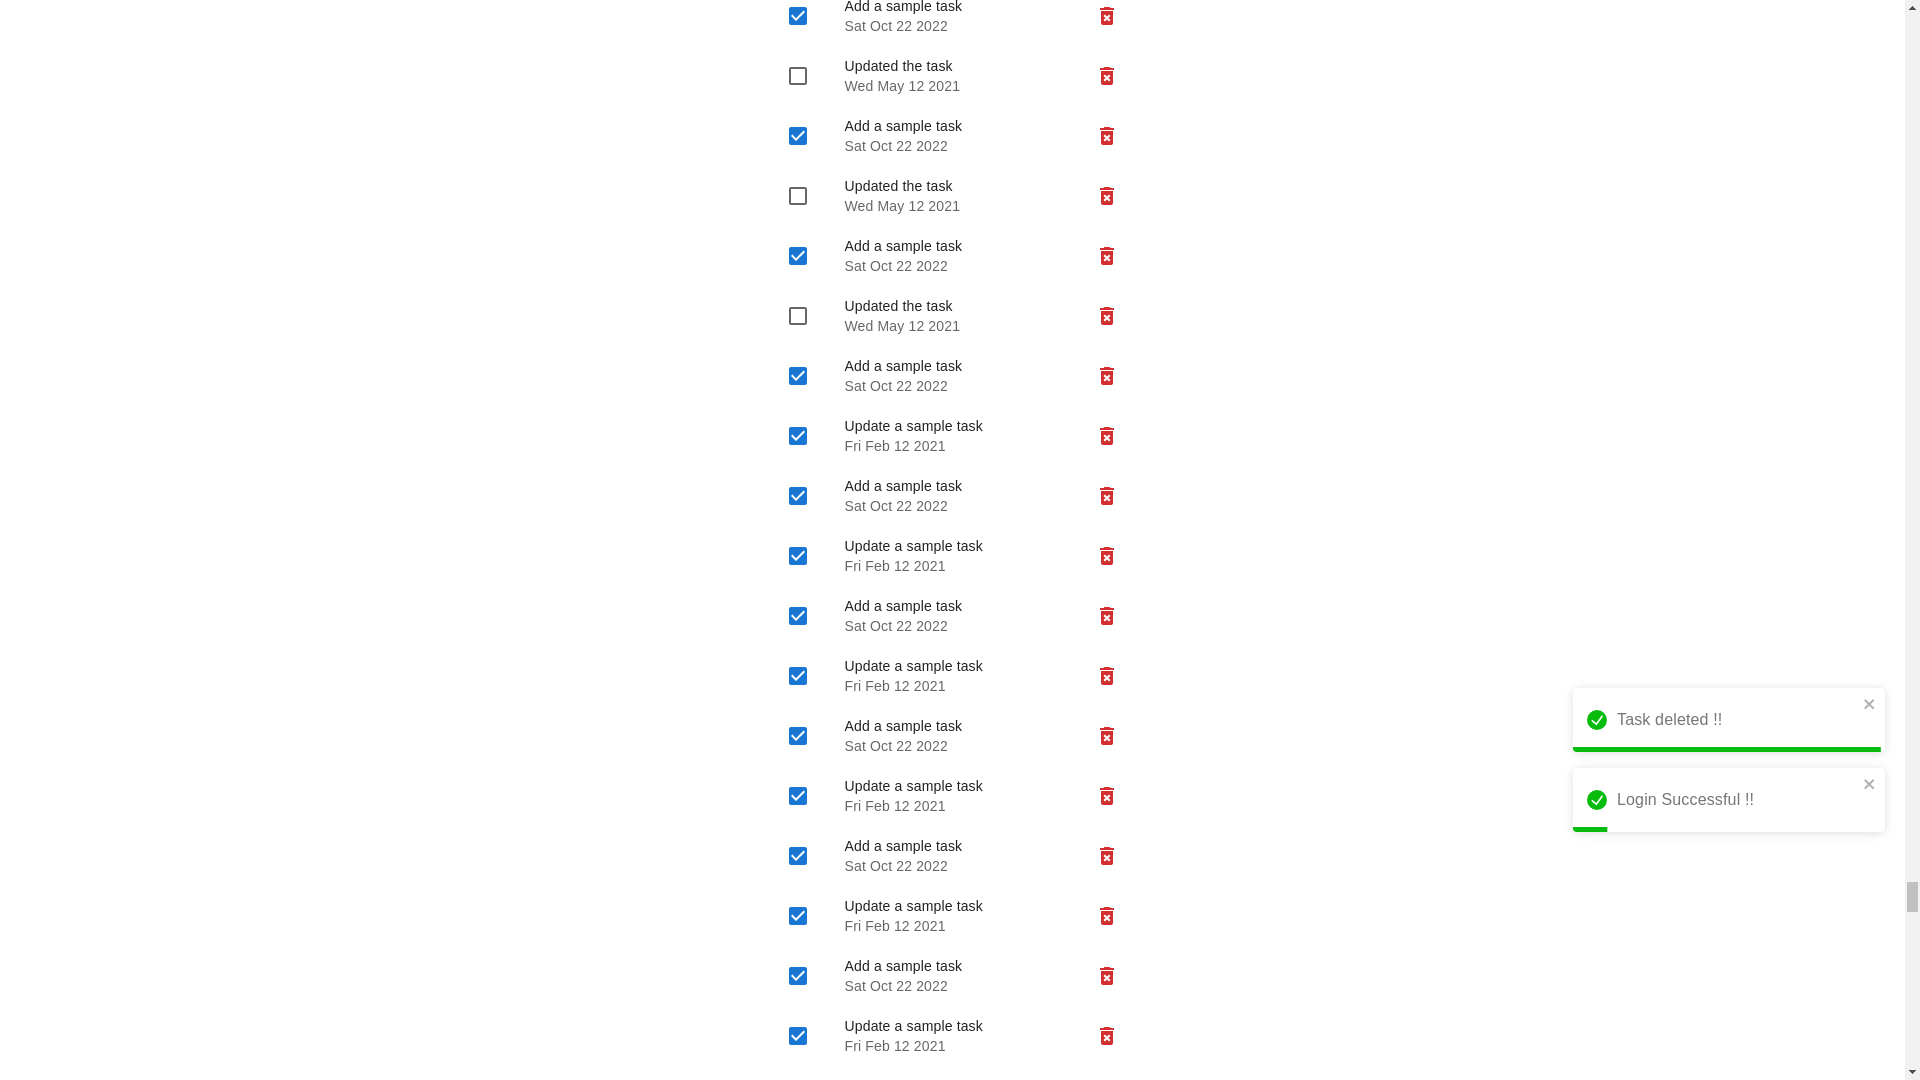 Add a sample task
Sat Oct 22 2022
Updated the task
Wed May 12 2021
Add a sample task
Sat Oct 22 2022
Updated the task
Wed May 12 2021
Add a sample task
Sat Oct 22 2022
Updated the task
Wed May 12 2021
Add a sample task
Sat Oct 22 2022
Update a sample task
Fri Feb 12 2021
Add a sample task
Sat Oct 22 2022
Update a sample task
Fri Feb 12 2021
Add a sample task
Sat Oct 22 2022
Update a sample task
Fri Feb 12 2021
Add a sample task
Sat Oct 22 2022
Update a sample task
Fri Feb 12 2021
Add a sample task
Sat Oct 22 2022
Update a sample task
Fri Feb 12 2021
Add a sample task
Sat Oct 22 2022
Update a sample task
Fri Feb 12 2021
Task deleted !!
Login Successful !!